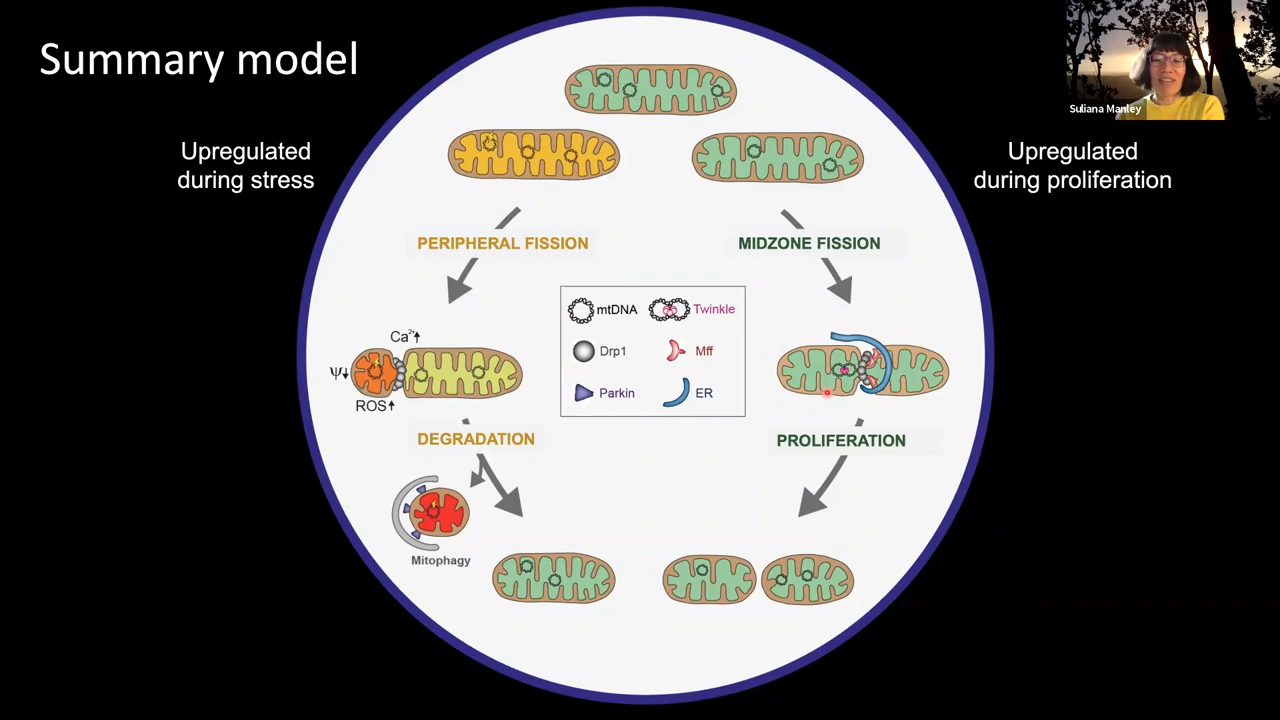 Summary model
Suliana Manley
Upregulated
during stress
Upregulated
during proliferation
PERIPHERAL FISSION
MIDZONE FISSION
mtDNA
Twinkle
Drp1
Mff
Parkin
ER
Ca²⁺↑
Ψ↓
ROS↑
DEGRADATION
PROLIFERATION
Mitophagy